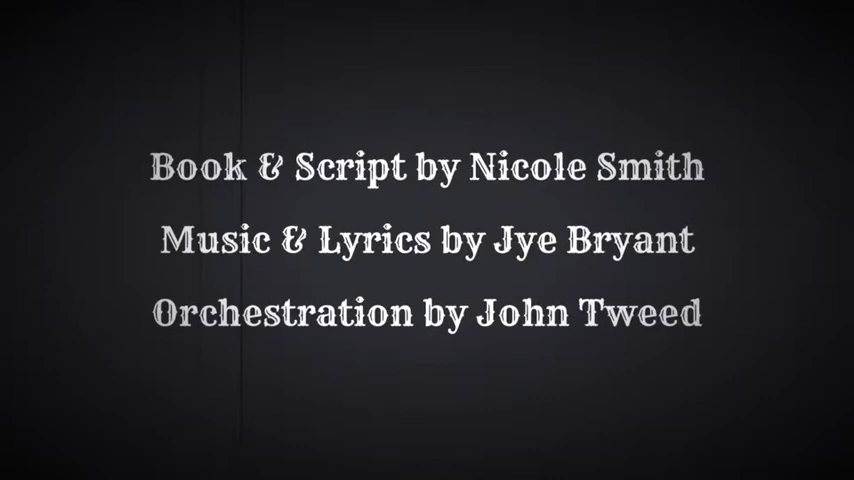 Book & Script by Nicole Smith
Music & Lyrics by Jye Bryant
Orchestration by John Tweed